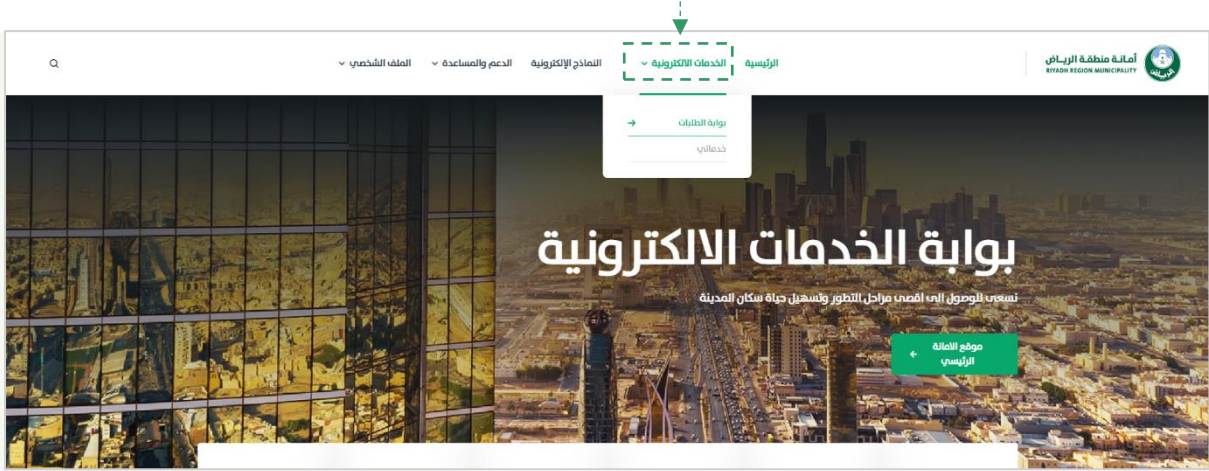 أمانة منطقة الرياض
RIYADH REGION MUNICIPALITY
الرئيسية
الخدمات الالكترونية
النماذج الإلكترونية
الدعم والمساعدة
الملف الشخصي
بوابة الطلبات
خدماتي
بوابة الخدمات الالكترونية
نسعى للوصول الى اقصى مراحل التطور وتسهيل حياة سكان المدينة
موقع الامانة
الرئيسي